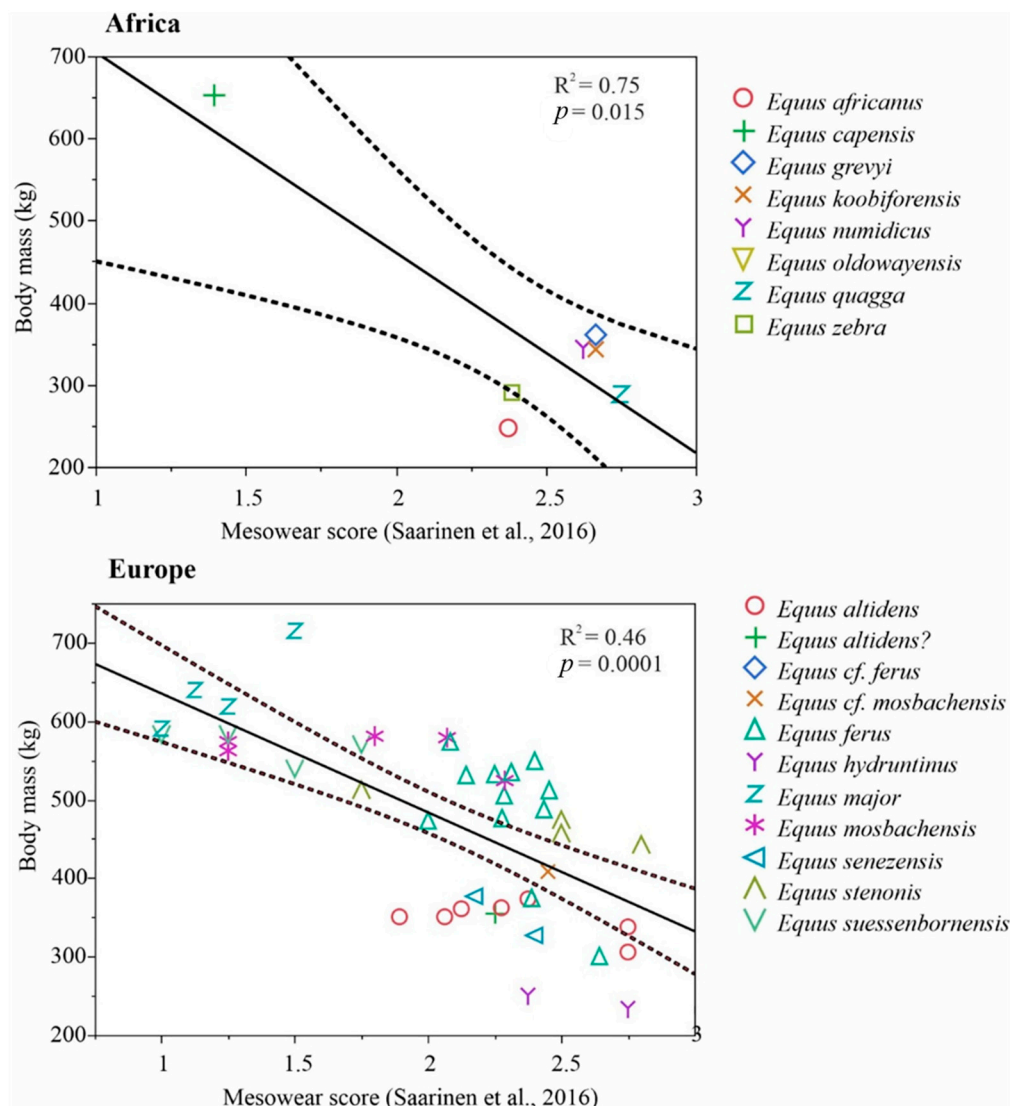 Africa
700
600
500
400
300
200
Body mass (kg)
1
1.5
2
2.5
3
Mesowear score (Saarinen et al., 2016)
R² = 0.75
p = 0.015
Equus africanus
Equus capensis
Equus grevyi
Equus koobiforensis
Equus numidicus
Equus oldowayensis
Equus quagga
Equus zebra
Europe
700
600
500
400
300
200
Body mass (kg)
1
1.5
2
2.5
3
Mesowear score (Saarinen et al., 2016)
R² = 0.46
p = 0.0001
Equus altidens
Equus altidens?
Equus cf. ferus
Equus cf. mosbachensis
Equus ferus
Equus hydruntinus
Equus major
Equus mosbachensis
Equus senezensis
Equus stenonis
Equus suessenbornensis